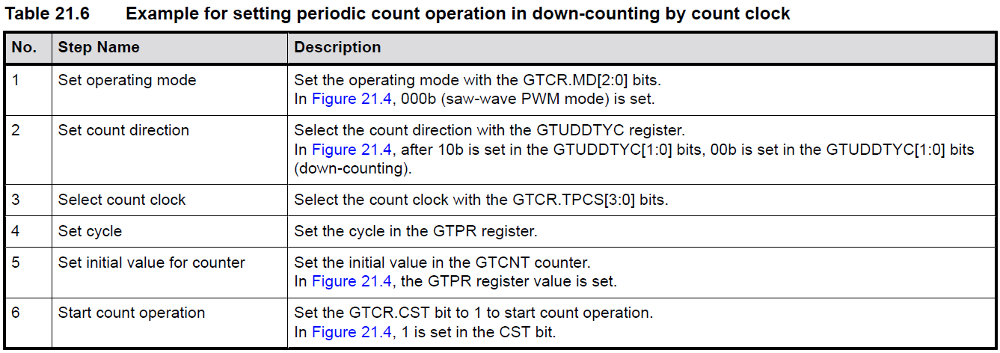 Table 21.6 Example for setting periodic count operation in down-counting by count clock
No. Step Name Description
1 Set operating mode Set the operating mode with the GTCR.MD[2:0] bits.
In Figure 21.4, 000b (saw-wave PWM mode) is set.
2 Set count direction Select the count direction with the GTUDDTYC register.
In Figure 21.4, after 10b is set in the GTUDDTYC[1:0] bits, 00b is set in the GTUDDTYC[1:0] bits
(down-counting).
3 Select count clock Select the count clock with the GTCR.TPCS[3:0] bits.
4 Set cycle Set the cycle in the GTPR register.
5 Set initial value for counter Set the initial value in the GTCNT counter.
In Figure 21.4, the GTPR register value is set.
6 Start count operation Set the GTCR.CST bit to 1 to start count operation.
In Figure 21.4, 1 is set in the CST bit.